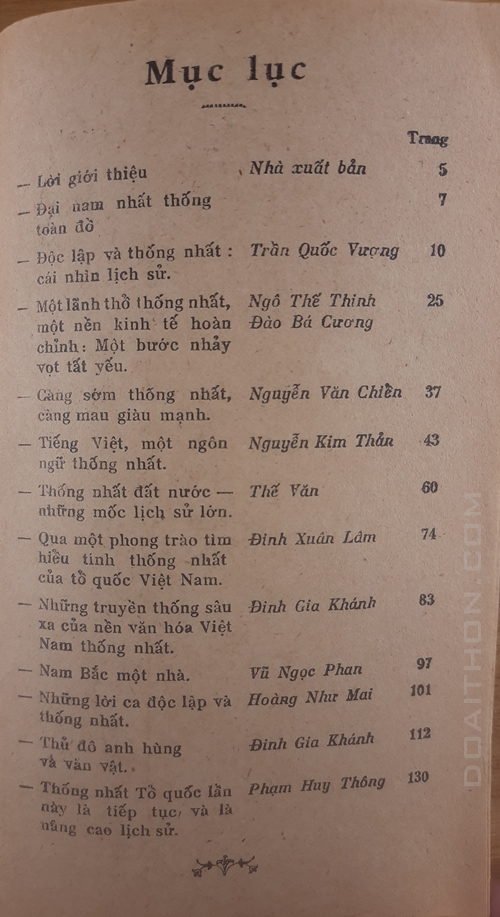 Mục lục
Trang
— Lời giới thiệu Nhà xuất bản 5
— Đại nam nhất thống 7
toàn đồ
— Độc lập và thống nhất : Trần Quốc Vượng 10
cái nhìn lịch sử.
— Một lãnh thổ thống nhất, Ngô Thế Thinh 25
một nền kinh tế hoàn Đào Bá Cương
chỉnh: Một bước nhảy
vọt tất yếu.
— Càng sớm thống nhất, Nguyễn Văn Chiển 37
càng mau giàu mạnh.
— Tiếng Việt, một ngôn Nguyễn Kim Thản 43
ngữ thống nhất.
— Thống nhất đất nước — Thế Văn 60
những mốc lịch sử lớn.
— Qua một phong trào tìm Đinh Xuân Lâm 74
hiểu tính thống nhất
của tổ quốc Việt Nam.
— Những truyền thống sâu Đinh Gia Khánh 83
xa của nền văn hóa Việt
Nam thống nhất.
— Nam Bắc một nhà. Vũ Ngọc Phan 97
— Những lời ca độc lập và Hoàng Như Mai 101
thống nhất.
— Thủ đô anh hùng Đinh Gia Khánh 112
và văn vật.
— Thống nhất Tổ quốc lần Phạm Huy Thông 130
này là tiếp tục, và là
nâng cao lịch sử.
DOAITHON.COM